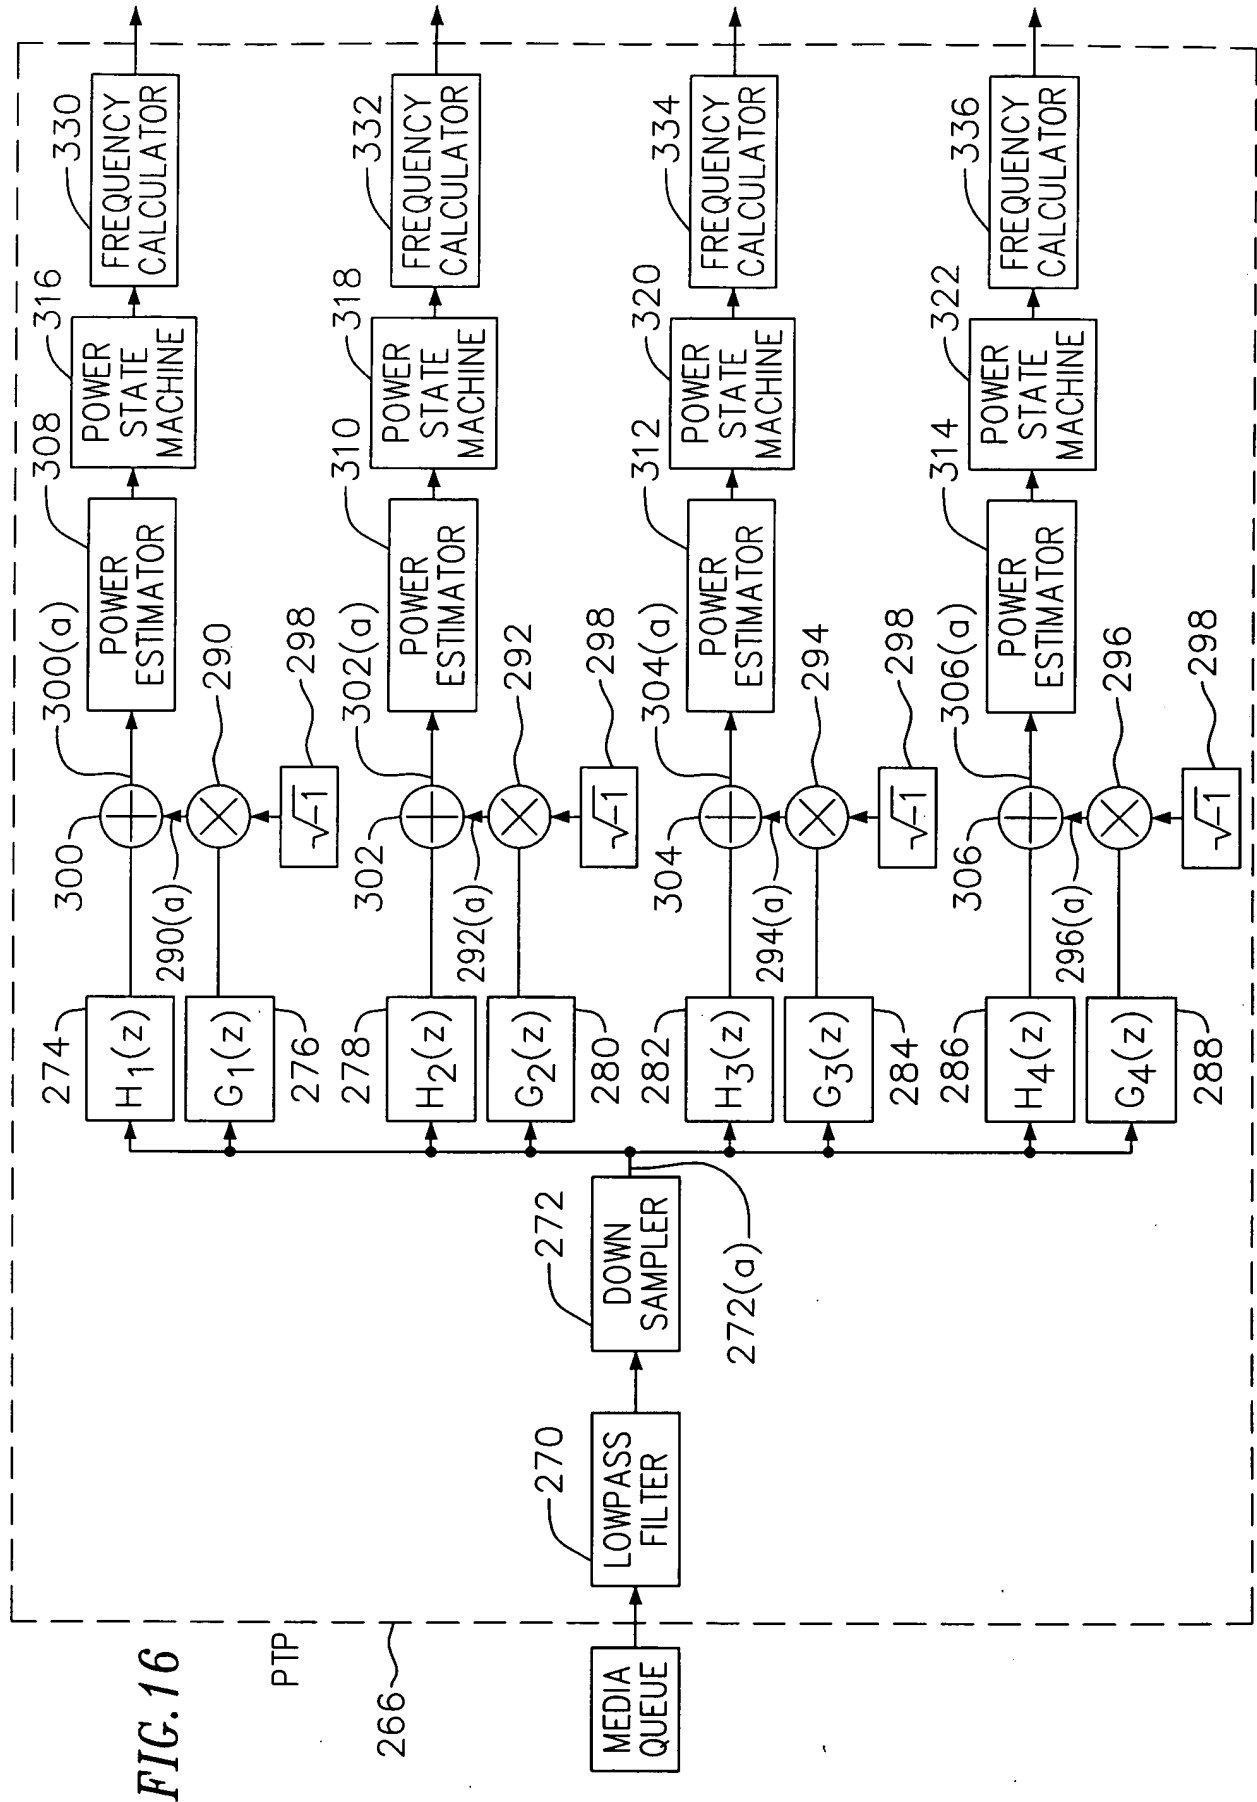 FIG. 16
PTP
266
MEDIA
QUEUE
270
LOWPASS
FILTER
272
DOWN
SAMPLER
272(a)
274
H1(z)
276
G1(z)
290(a)
300
300(a)
290
√-1
298
308
POWER
ESTIMATOR
316
POWER
STATE
MACHINE
330
FREQUENCY
CALCULATOR
278
H2(z)
280
G2(z)
292(a)
302
302(a)
292
√-1
298
310
POWER
ESTIMATOR
318
POWER
STATE
MACHINE
332
FREQUENCY
CALCULATOR
282
H3(z)
284
G3(z)
294(a)
304
304(a)
294
√-1
298
312
POWER
ESTIMATOR
320
POWER
STATE
MACHINE
334
FREQUENCY
CALCULATOR
286
H4(z)
288
G4(z)
296(a)
306
306(a)
296
√-1
298
314
POWER
ESTIMATOR
322
POWER
STATE
MACHINE
336
FREQUENCY
CALCULATOR